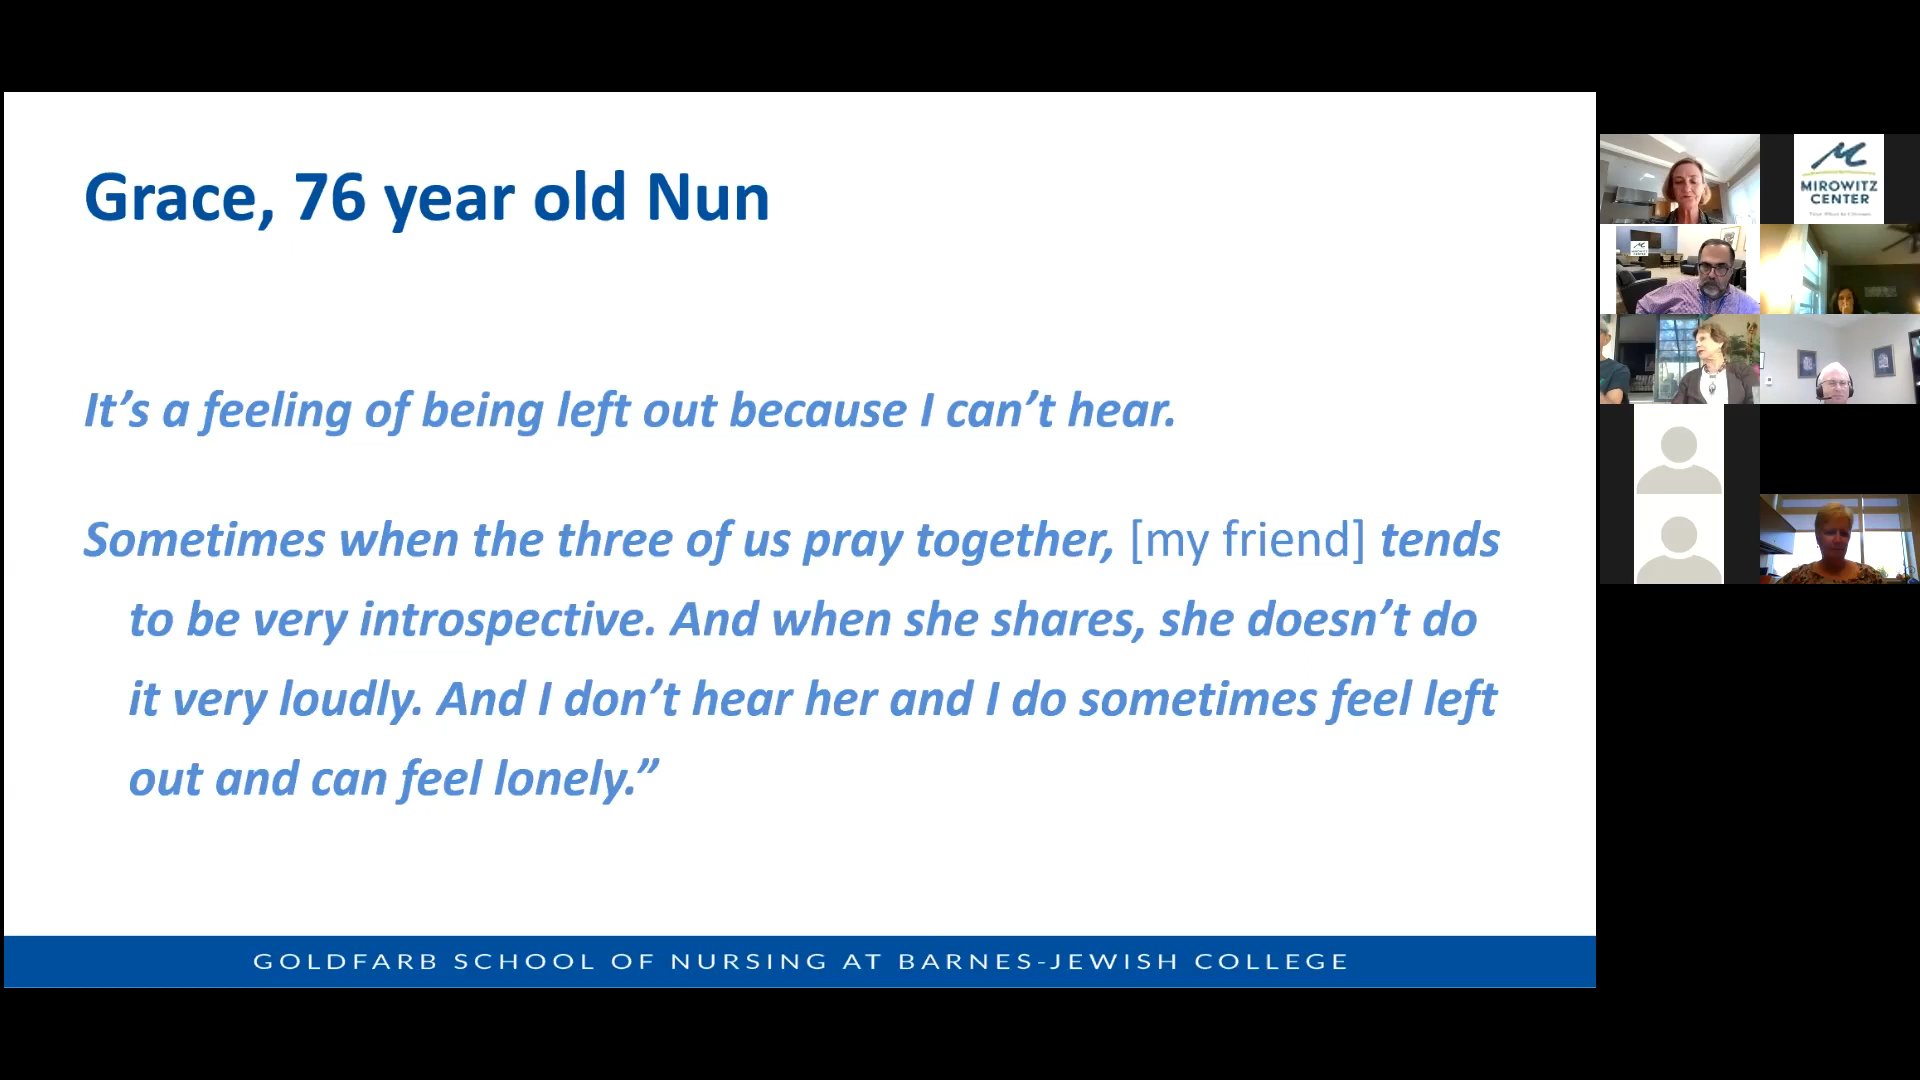 Grace, 76 year old Nun
It’s a feeling of being left out because I can’t hear.
Sometimes when the three of us pray together, [my friend] tends
to be very introspective. And when she shares, she doesn’t do
it very loudly. And I don’t hear her and I do sometimes feel left
out and can feel lonely.”
GOLDFARB SCHOOL OF NURSING AT BARNES-JEWISH COLLEGE
MIROWITZ
CENTER